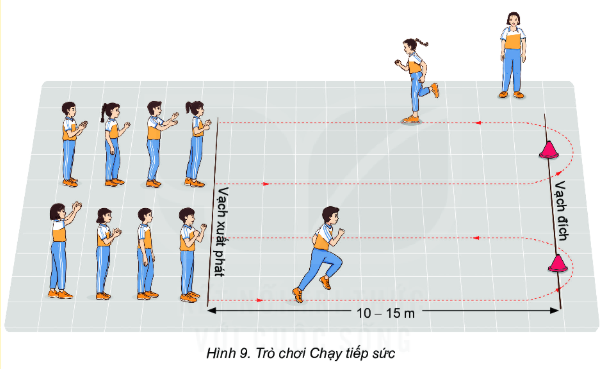 Vạch xuất phát
Vạch đích
10 – 15 m
Hình 9. Trò chơi Chạy tiếp sức